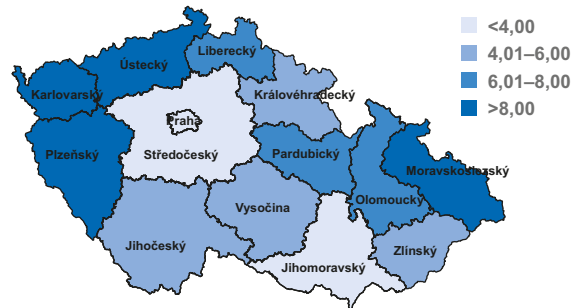 <4,00
4,01–6,00
6,01–8,00
>8,00
Liberecký
Ústecký
Karlovarský
Královéhradecký
Praha
Plzeňský
Středočeský
Pardubický
Moravskoslezský
Olomoucký
Vysočina
Jihočeský
Zlínský
Jihomoravský